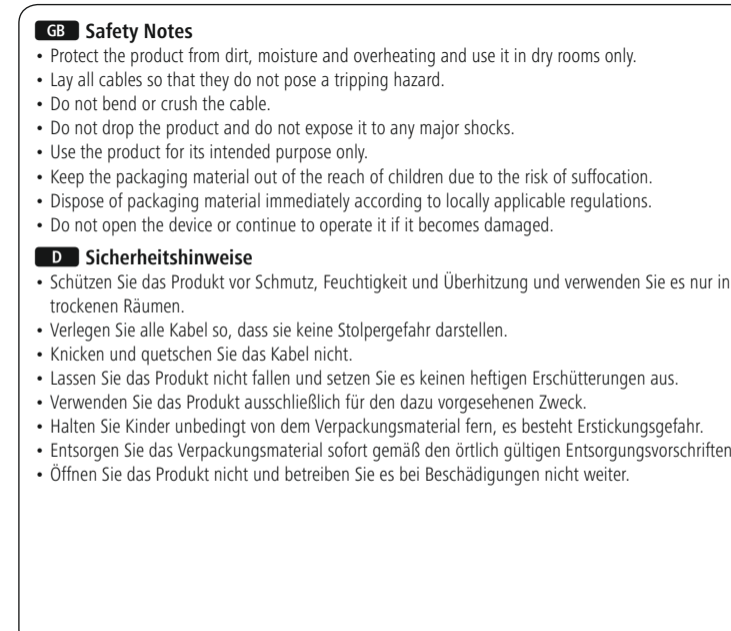 GB Safety Notes
• Protect the product from dirt, moisture and overheating and use it in dry rooms only.
• Lay all cables so that they do not pose a tripping hazard.
• Do not bend or crush the cable.
• Do not drop the product and do not expose it to any major shocks.
• Use the product for its intended purpose only.
• Keep the packaging material out of the reach of children due to the risk of suffocation.
• Dispose of packaging material immediately according to locally applicable regulations.
• Do not open the device or continue to operate it if it becomes damaged.
D Sicherheitshinweise
• Schützen Sie das Produkt vor Schmutz, Feuchtigkeit und Überhitzung und verwenden Sie es nur in
trockenen Räumen.
• Verlegen Sie alle Kabel so, dass sie keine Stolpergefahr darstellen.
• Knicken und quetschen Sie das Kabel nicht.
• Lassen Sie das Produkt nicht fallen und setzen Sie es keinen heftigen Erschütterungen aus.
• Verwenden Sie das Produkt ausschließlich für den dazu vorgesehenen Zweck.
• Halten Sie Kinder unbedingt von dem Verpackungsmaterial fern, es besteht Erstickungsgefahr.
• Entsorgen Sie das Verpackungsmaterial sofort gemäß den örtlich gültigen Entsorgungsvorschriften
• Öffnen Sie das Produkt nicht und betreiben Sie es bei Beschädigungen nicht weiter.